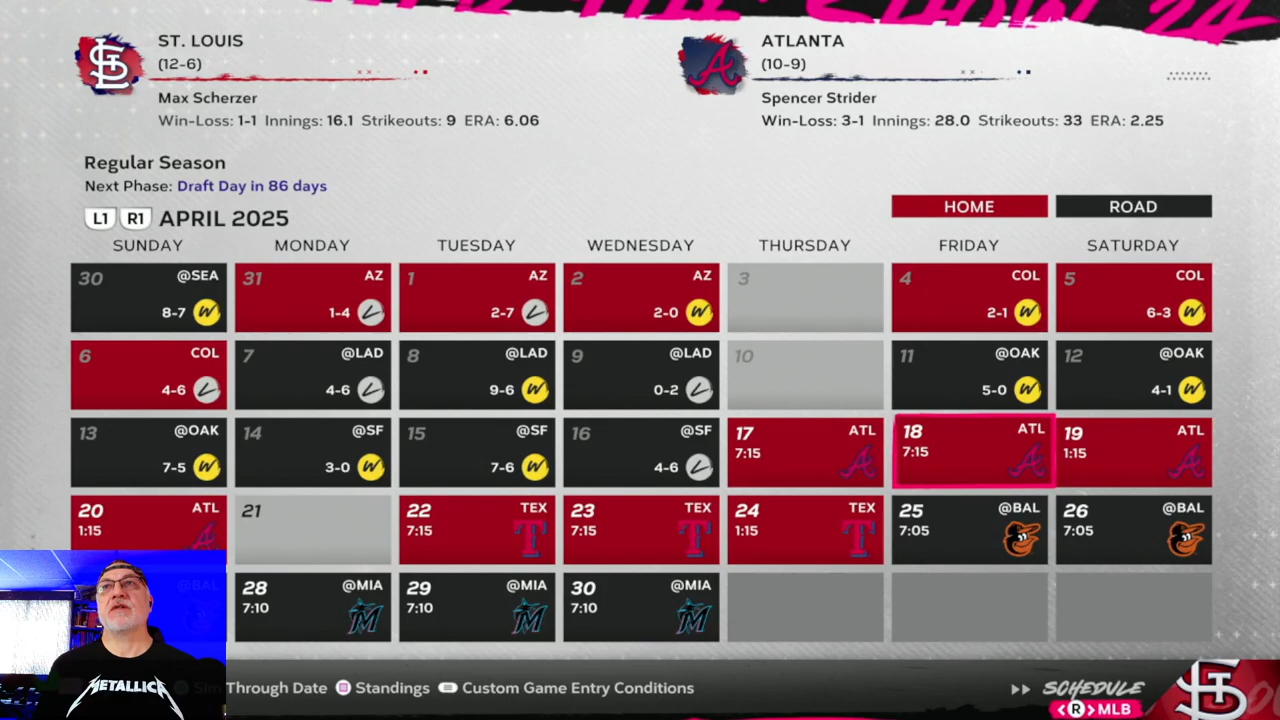 ST. LOUIS
(12-6)
Max Scherzer
Win-Loss: 1-1 Innings: 16.1 Strikeouts: 9 ERA: 6.06
ATLANTA
(10-9)
Spencer Strider
Win-Loss: 3-1 Innings: 28.0 Strikeouts: 33 ERA: 2.25
Regular Season
Next Phase: Draft Day in 86 days
L1 R1 APRIL 2025
HOME ROAD
SUNDAY MONDAY TUESDAY WEDNESDAY THURSDAY FRIDAY SATURDAY
30 @SEA 31 AZ 1 AZ 2 AZ 3 4 COL 5 COL
8-7 W 1-4 L 2-7 L 2-0 W 2-1 W 6-3 W
6 COL 7 @LAD 8 @LAD 9 @LAD 10 11 @OAK 12 @OAK
4-6 L 4-6 L 9-6 W 0-2 L 5-0 W 4-1 W
13 @OAK 14 @SF 15 @SF 16 @SF 17 ATL 18 ATL 19 ATL
7-5 W 3-0 W 7-6 W 4-6 L 7:15 7:15 1:15
20 ATL 21 22 TEX 23 TEX 24 TEX 25 @BAL 26 @BAL
1:15 7:15 7:15 1:15 7:05 7:05
@BAL 28 @MIA 29 @MIA 30 @MIA
7:10 7:10 7:10
METALLICA
Sim Through Date Standings Custom Game Entry Conditions
SCHEDULE
R MLB